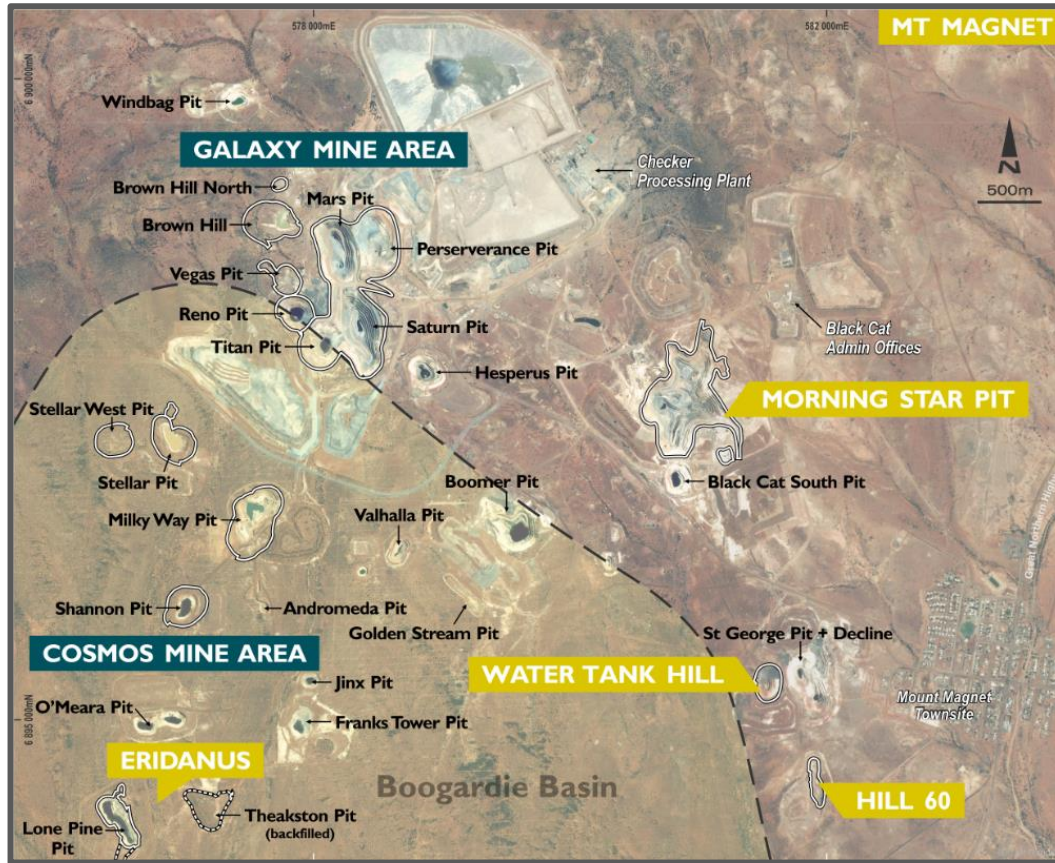 578 000mE
582 000mE
MT MAGNET
6 900 000mN
Windbag Pit
GALAXY MINE AREA
Checker
Processing Plant
N
500m
Brown Hill North
Mars Pit
Brown Hill
Perserverance Pit
Vegas Pit
Reno Pit
Saturn Pit
Titan Pit
Black Cat
Admin Offices
Hesperus Pit
MORNING STAR PIT
Stellar West Pit
Stellar Pit
Boomer Pit
Black Cat South Pit
Milky Way Pit
Valhalla Pit
Great Northern Hwy
Shannon Pit
Andromeda Pit
Golden Stream Pit
St George Pit + Decline
COSMOS MINE AREA
WATER TANK HILL
Jinx Pit
Mount Magnet
Townsite
O'Meara Pit
Franks Tower Pit
6 895 000mN
ERIDANUS
Boogardie Basin
HILL 60
Theakston Pit
(backfilled)
Lone Pine
Pit